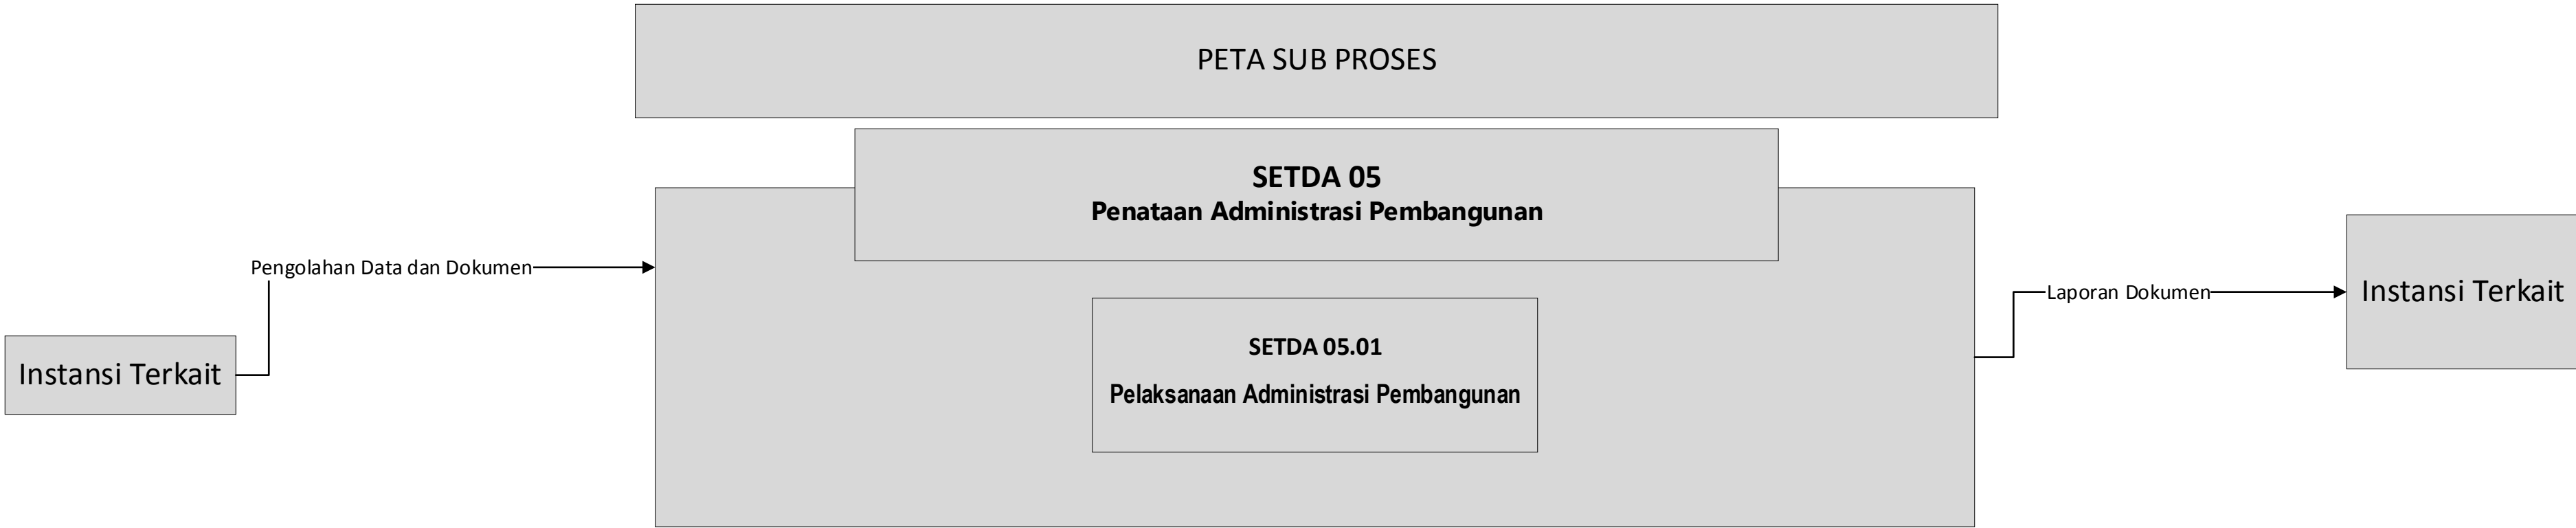 PETA SUB PROSES
SETDA 05
Penataan Administrasi Pembangunan
Pengolahan Data dan Dokumen
Instansi Terkait
SETDA 05.01
Pelaksanaan Administrasi Pembangunan
Laporan Dokumen
Instansi Terkait